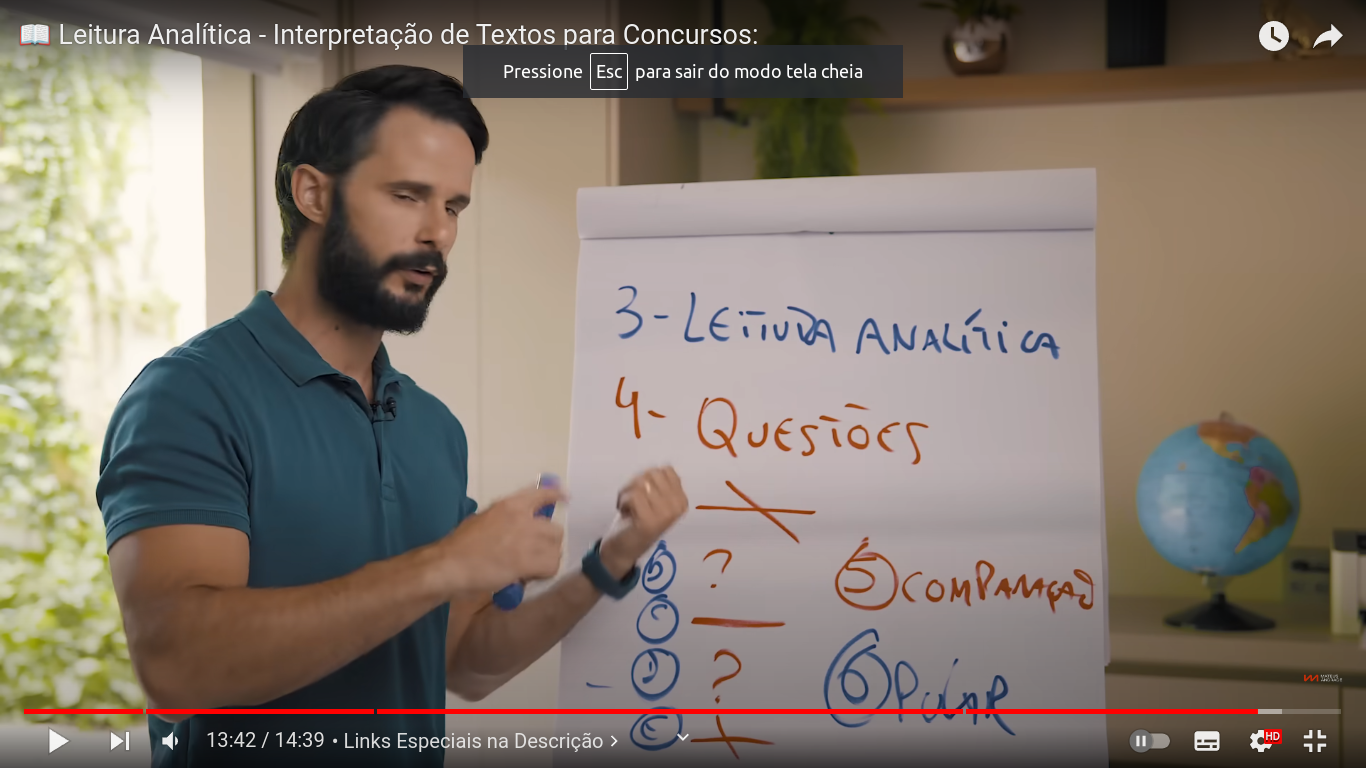 📖 Leitura Analítica - Interpretação de Textos para Concursos:
Pressione Esc para sair do modo tela cheia
3- LEITURA ANALÍTICA
4- QUESTÕES
B ?
5 COMPARAÇÃO
C
D ?
6 PULAR
E
13:42 / 14:39 • Links Especiais na Descrição
HD